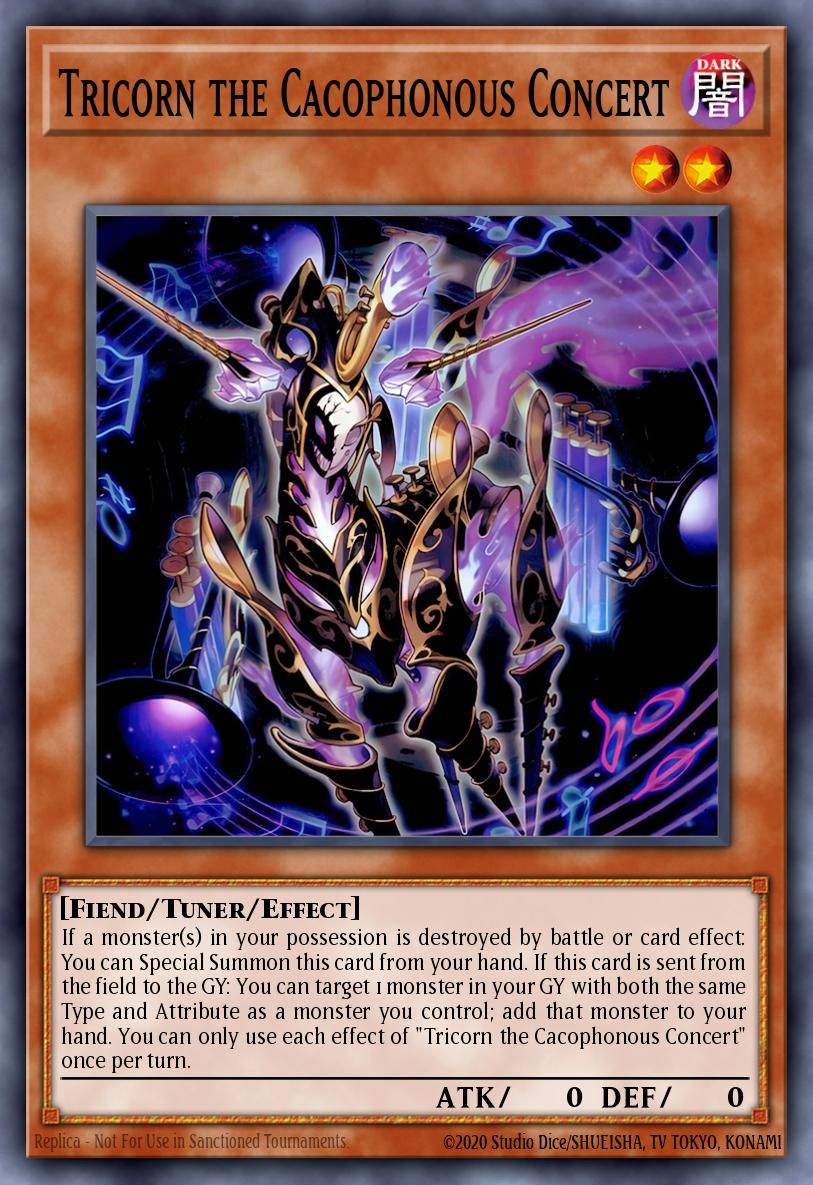 Tricorn the Cacophonous Concert
DARK
闇
[Fiend/Tuner/Effect]
If a monster(s) in your possession is destroyed by battle or card effect:
You can Special Summon this card from your hand. If this card is sent from
the field to the GY: You can target 1 monster in your GY with both the same
Type and Attribute as a monster you control; add that monster to your
hand. You can only use each effect of "Tricorn the Cacophonous Concert"
once per turn.
ATK/ 0 DEF/ 0
Replica - Not For Use in Sanctioned Tournaments.
©2020 Studio Dice/SHUEISHA, TV TOKYO, KONAMI